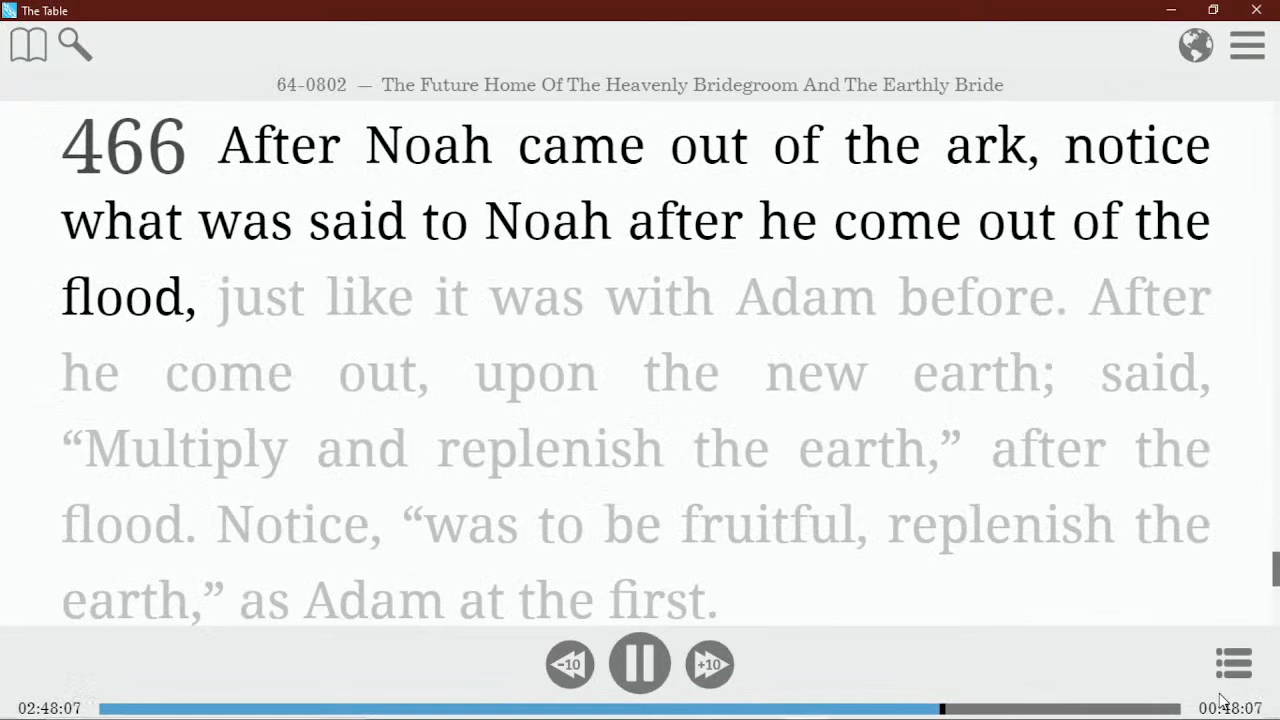 The Table
64-0802 — The Future Home Of The Heavenly Bridegroom And The Earthly Bride
466 After Noah came out of the ark, notice
what was said to Noah after he come out of the
flood, just like it was with Adam before. After
he come out, upon the new earth; said,
“Multiply and replenish the earth,” after the
flood. Notice, “was to be fruitful, replenish the
earth,” as Adam at the first.
-10 +10
02:48:07 00:48:07